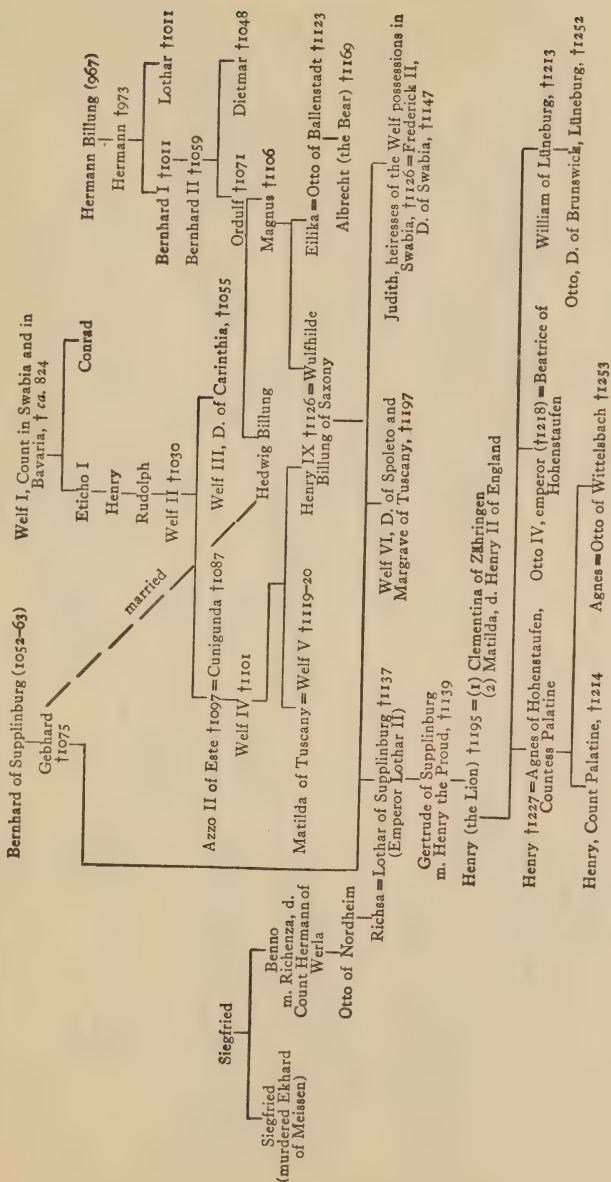 Bernhard of Supplinburg (1052–63)
Gebhard
†1075
married
Hedwig Billung
Welf I, Count in Swabia and in
Bavaria, † ca. 824
Eticho I
Conrad
Henry
Rudolph
Welf II †1030
Azzo II of Este †1097=Cunigunda †1087
Welf III, D. of Carinthia, †1055
Welf IV †1101
Matilda of Tuscany=Welf V †1119–20
Henry IX †1126=Wulfhilde
Billung of Saxony
Hermann Billung (967)
Hermann †973
Bernhard I †1011
Lothar †1011
Bernhard II †1059
Ordulf †1071
Dietmar †1048
Magnus †1106
Eilika=Otto of Ballenstadt †1123
Albrecht (the Bear) †1169
Siegfried
Siegfried
(murdered Ekhard
of Meissen)
Benno
m. Richenza, d.
Count Hermann of
Werla
Otto of Nordheim
Richsa=Lothar of Supplinburg †1137
(Emperor Lothar II)
Welf VI, D. of Spoleto and
Margrave of Tuscany, †1197
Judith, heiresses of the Welf possessions in
Swabia, †1126=Frederick II,
D. of Swabia, †1147
Gertrude of Supplinburg
m. Henry the Proud, †1139
Henry (the Lion) †1195=(1) Clementina of Zähringen
(2) Matilda, d. Henry II of England
Henry †1227=Agnes of Hohenstaufen,
Countess Palatine
Otto IV, emperor (†1218)=Beatrice of
Hohenstaufen
William of Lüneburg, †1213
Henry, Count Palatine, †1214
Agnes=Otto of Wittelsbach †1253
Otto, D. of Brunswick, Lüneburg, †1252